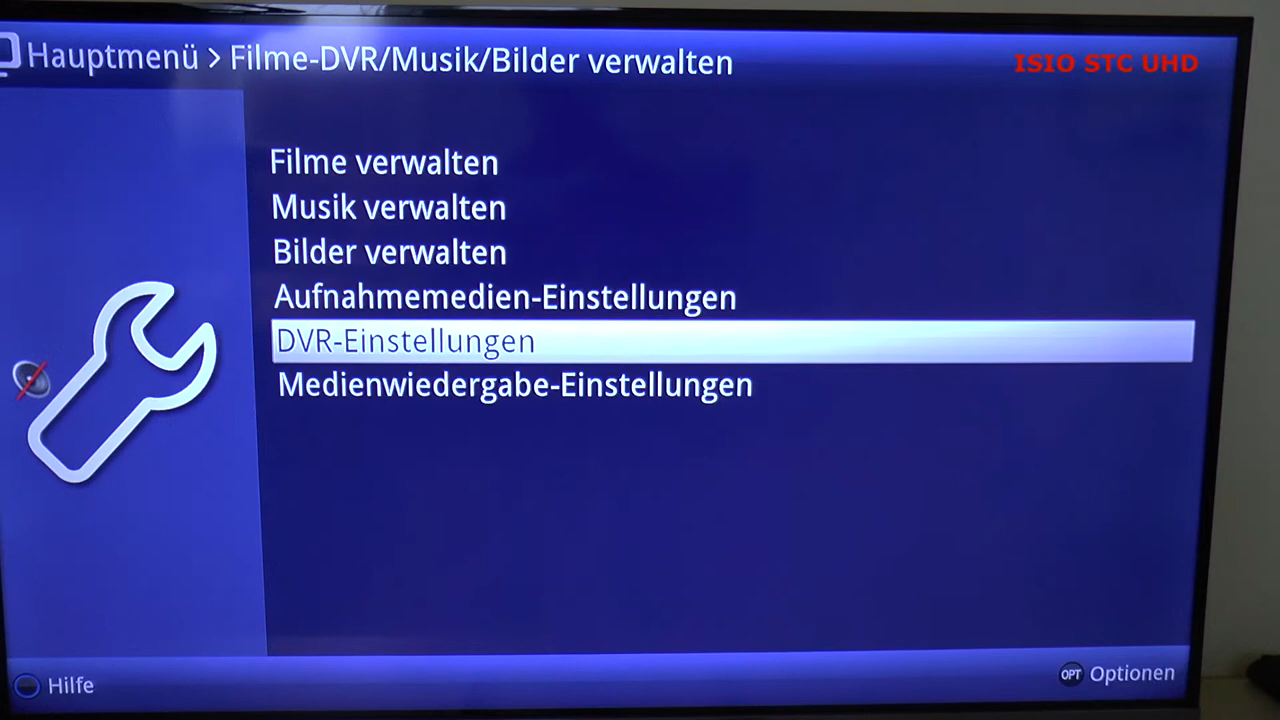 Hauptmenü > Filme-DVR/Musik/Bilder verwalten
ISIO STC UHD
Filme verwalten
Musik verwalten
Bilder verwalten
Aufnahmemedien-Einstellungen
DVR-Einstellungen
Medienwiedergabe-Einstellungen
Hilfe
OPT Optionen